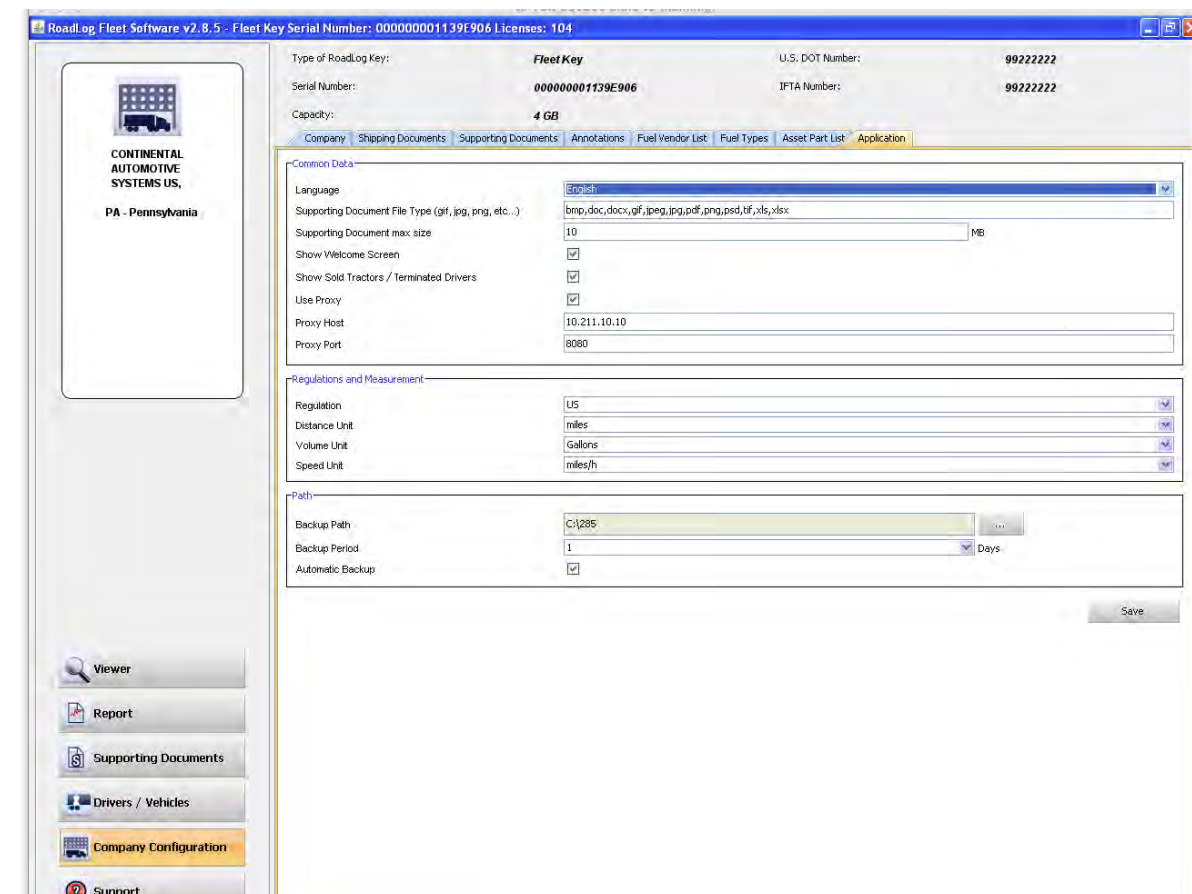 RoadLog Fleet Software v2.8.5 - Fleet Key Serial Number: 000000001139E906 Licenses: 104
Type of RoadLog Key: Fleet Key U.S. DOT Number: 99222222
Serial Number: 000000001139E906 IFTA Number: 99222222
Capacity: 4 GB
Company Shipping Documents Supporting Documents Annotations Fuel Vendor List Fuel Types Asset Part List Application
CONTINENTAL
AUTOMOTIVE
SYSTEMS US,
PA - Pennsylvania
Common Data
Language English
Supporting Document File Type (gif, jpg, png, etc...) bmp,doc,docx,gif,jpeg,jpg,pdf,png,psd,tif,xls,xlsx
Supporting Document max size 10 MB
Show Welcome Screen
Show Sold Tractors / Terminated Drivers
Use Proxy
Proxy Host 10.211.10.10
Proxy Port 8080
Regulations and Measurement
Regulation US
Distance Unit miles
Volume Unit Gallons
Speed Unit miles/h
Path
Backup Path C:\285 ...
Backup Period 1 Days
Automatic Backup
Save
Viewer
Report
Supporting Documents
Drivers / Vehicles
Company Configuration
Support